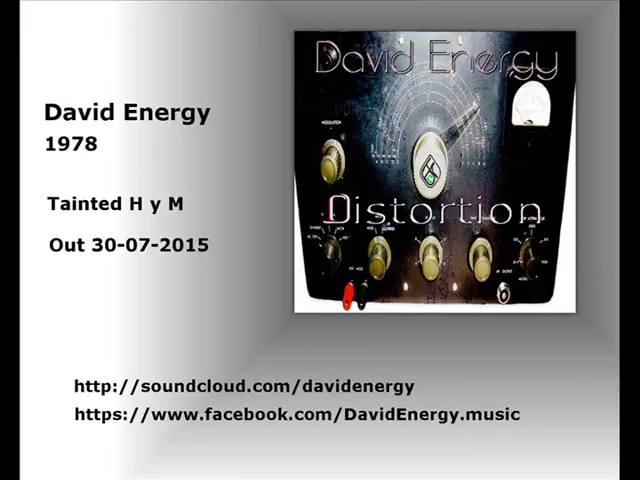 David Energy
1978
Tainted H y M
Out 30-07-2015
David Energy
MODULATION
Distortion
http://soundcloud.com/davidenergy
https://www.facebook.com/DavidEnergy.music